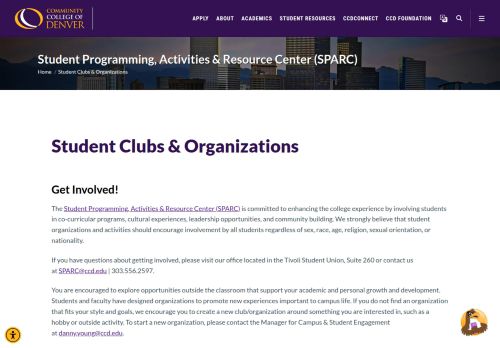 COMMUNITY
COLLEGE OF
DENVER
APPLY ABOUT ACADEMICS STUDENT RESOURCES CCDCONNECT CCD FOUNDATION
Student Programming, Activities & Resource Center (SPARC)
Home / Student Clubs & Organizations
Student Clubs & Organizations
Get Involved!
The Student Programming, Activities & Resource Center (SPARC) is committed to enhancing the college experience by involving students
in co-curricular programs, cultural experiences, leadership opportunities, and community building. We strongly believe that student
organizations and activities should encourage involvement by all students regardless of sex, race, age, religion, sexual orientation, or
nationality.
If you have questions about getting involved, please visit our office located in the Tivoli Student Union, Suite 260 or contact us
at SPARC@ccd.edu | 303.556.2597.
You are encouraged to explore opportunities outside the classroom that support your academic and personal growth and development.
Students and faculty have designed organizations to promote new experiences important to campus life. If you do not find an organization
that fits your style and goals, we encourage you to create a new club/organization around something you are interested in, such as a
hobby or outside activity. To start a new organization, please contact the Manager for Campus & Student Engagement
at danny.young@ccd.edu.